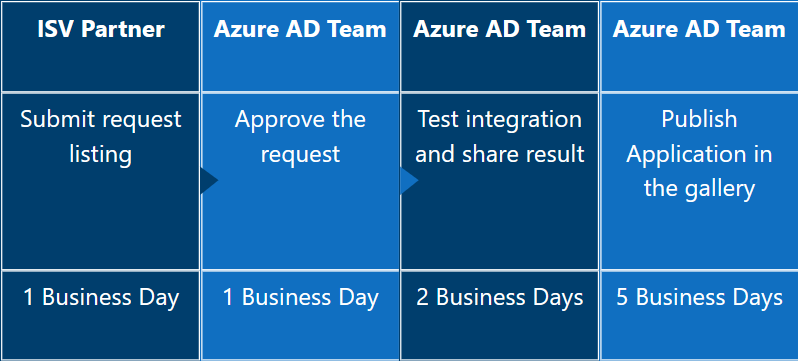 ISV Partner
Azure AD Team
Azure AD Team
Azure AD Team
Submit request
listing
Approve the
request
Test integration
and share result
Publish
Application in
the gallery
1 Business Day
1 Business Day
2 Business Days
5 Business Days